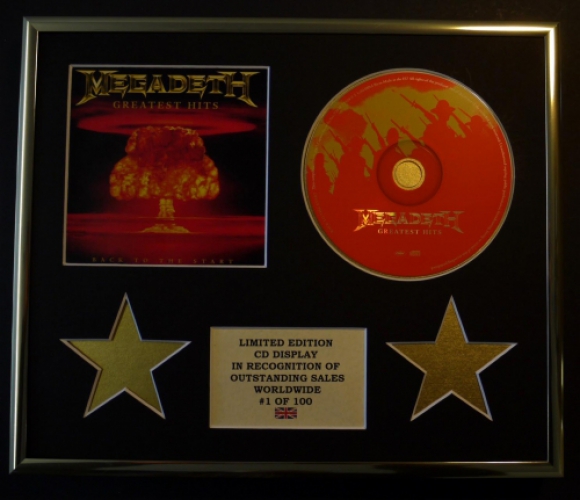 MEGADETH
GREATEST HITS
BACK TO THE START
MEGADETH
GREATEST HITS
LIMITED EDITION
CD DISPLAY
IN RECOGNITION OF
OUTSTANDING SALES
WORLDWIDE
#1 OF 100